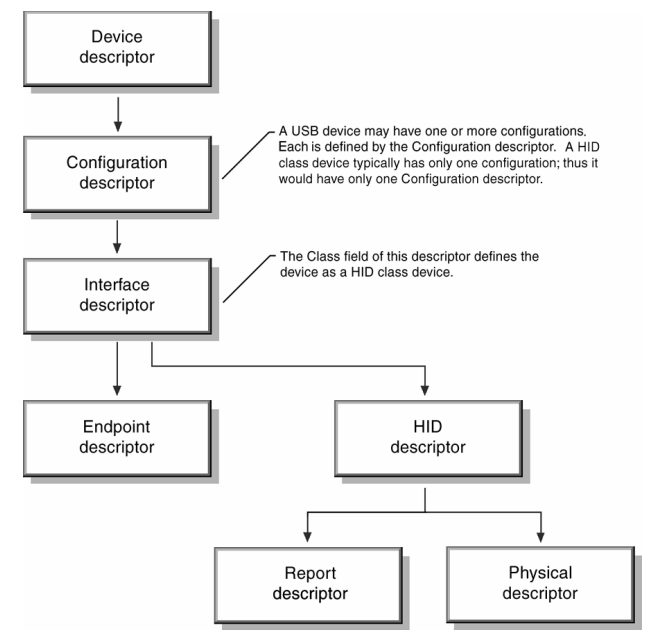 Device
descriptor
A USB device may have one or more configurations.
Each is defined by the Configuration descriptor. A HID
class device typically has only one configuration; thus it
would have only one Configuration descriptor.
Configuration
descriptor
The Class field of this descriptor defines the
device as a HID class device.
Interface
descriptor
Endpoint
descriptor
HID
descriptor
Report
descriptor
Physical
descriptor